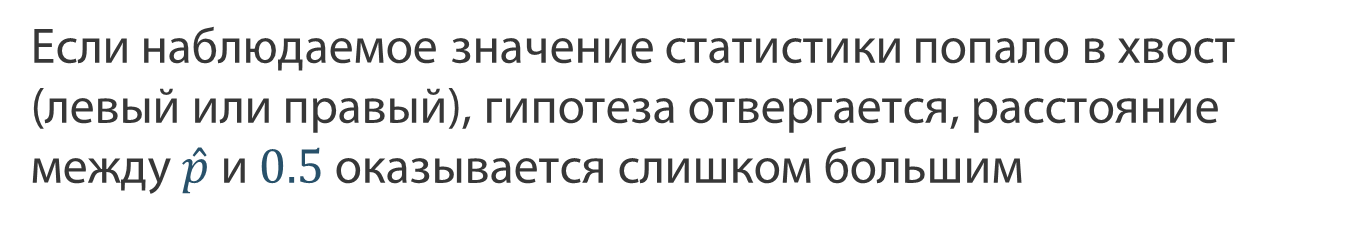 Если наблюдаемое значение статистики попало в хвост
(левый или правый), гипотеза отвергается, расстояние
между p̂ и 0.5 оказывается слишком большим